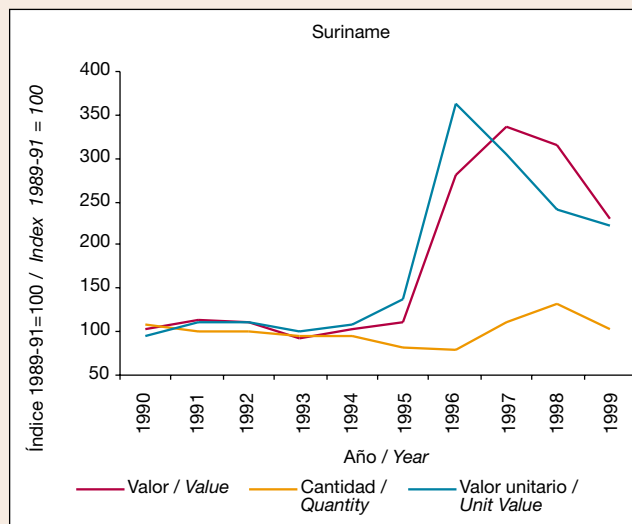 Suriname
Índice 1989-91=100 / Index 1989-91 = 100
400
350
300
250
200
150
100
50
1990
1991
1992
1993
1994
1995
1996
1997
1998
1999
Año / Year
Valor / Value
Cantidad /
Quantity
Valor unitario /
Unit Value